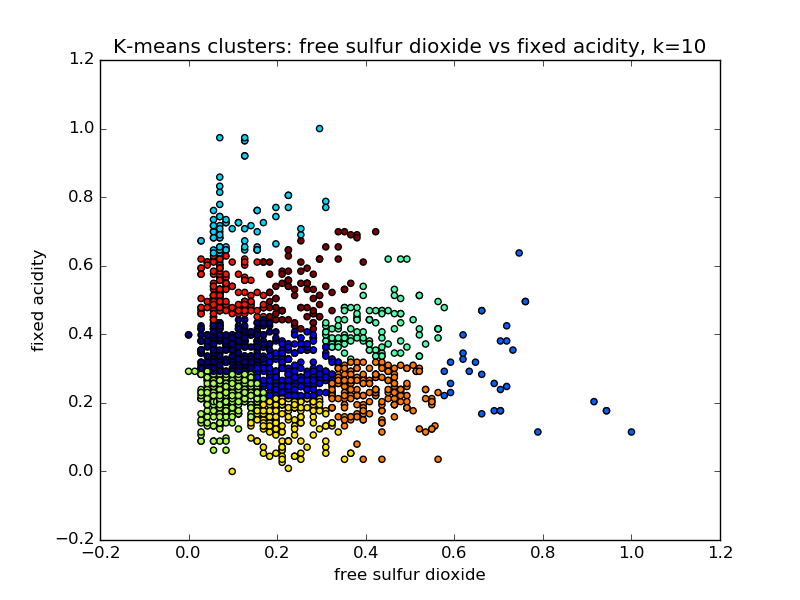 K-means clusters: free sulfur dioxide vs fixed acidity, k=10
1.2
1.0
0.8
0.6
0.4
0.2
0.0
−0.2
fixed acidity
−0.2 0.0 0.2 0.4 0.6 0.8 1.0 1.2
free sulfur dioxide